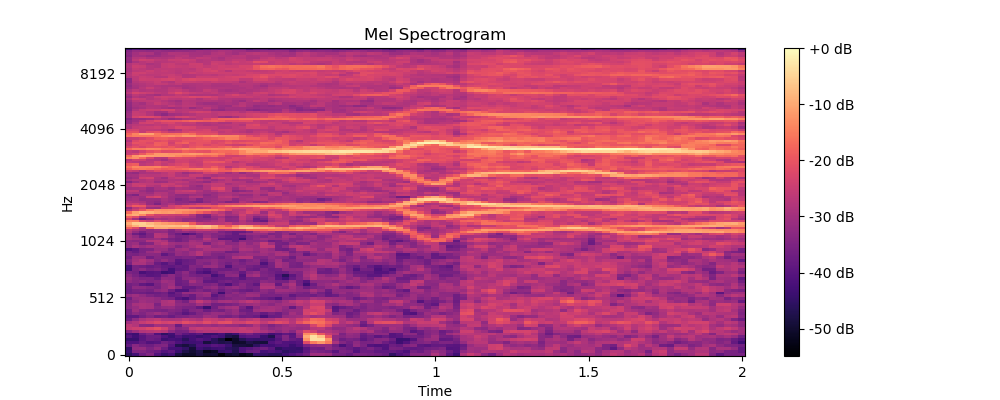 Mel Spectrogram
Hz
8192
4096
2048
1024
512
0
0 0.5 1 1.5 2
Time
+0 dB
-10 dB
-20 dB
-30 dB
-40 dB
-50 dB